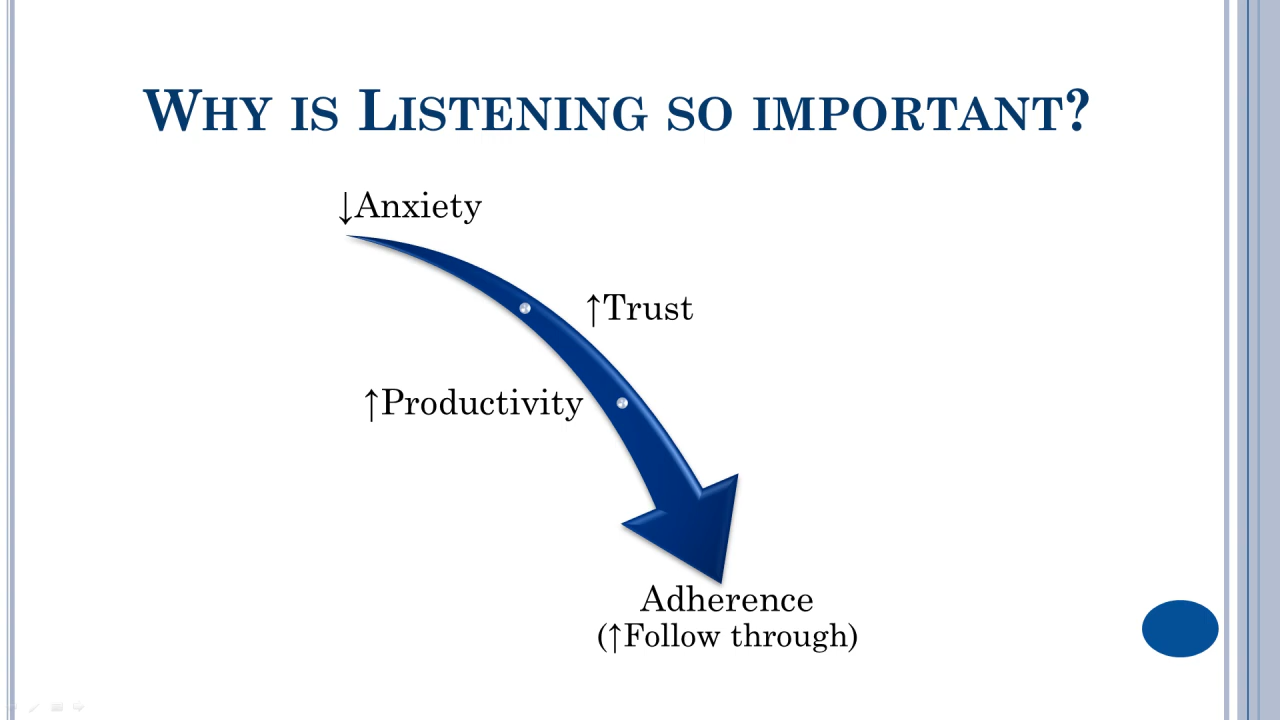 WHY IS LISTENING SO IMPORTANT?
↓Anxiety
↑Trust
↑Productivity
Adherence
(↑Follow through)